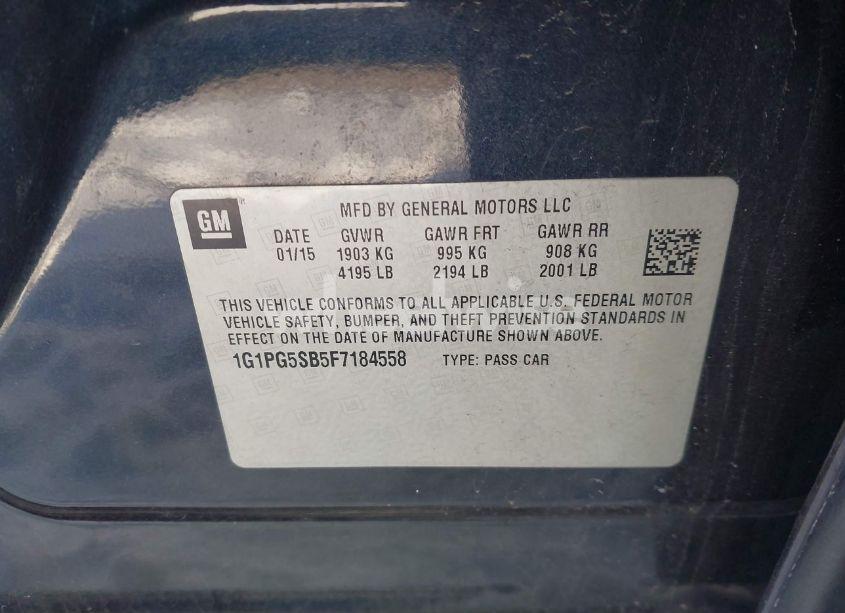 GM
MFD BY GENERAL MOTORS LLC
DATE GVWR GAWR FRT GAWR RR
01/15 1903 KG 995 KG 908 KG
4195 LB 2194 LB 2001 LB
THIS VEHICLE CONFORMS TO ALL APPLICABLE U.S. FEDERAL MOTOR
VEHICLE SAFETY, BUMPER, AND THEFT PREVENTION STANDARDS IN
EFFECT ON THE DATE OF MANUFACTURE SHOWN ABOVE.
1G1PG5SB5F7184558 TYPE: PASS CAR